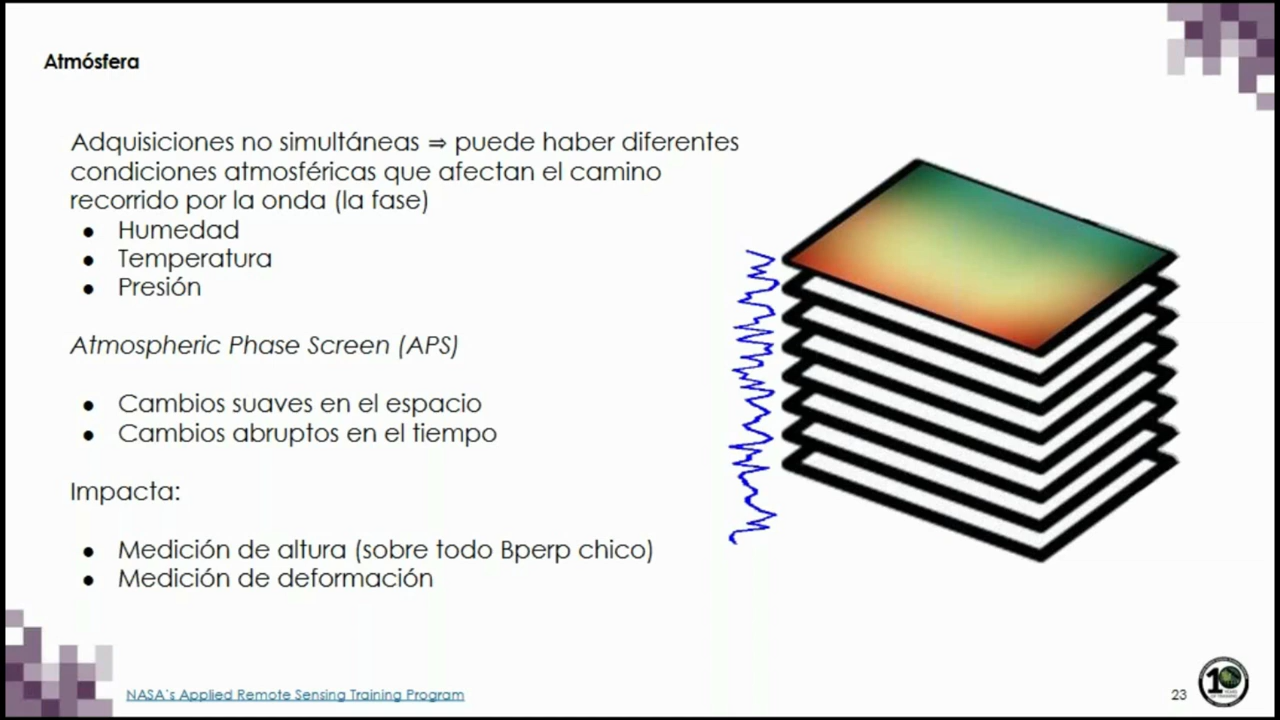 Atmósfera
Adquisiciones no simultáneas ⇒ puede haber diferentes
condiciones atmosféricas que afectan el camino
recorrido por la onda (la fase)
● Humedad
● Temperatura
● Presión
Atmospheric Phase Screen (APS)
● Cambios suaves en el espacio
● Cambios abruptos en el tiempo
Impacta:
● Medición de altura (sobre todo Bperp chico)
● Medición de deformación
NASA's Applied Remote Sensing Training Program
23
10